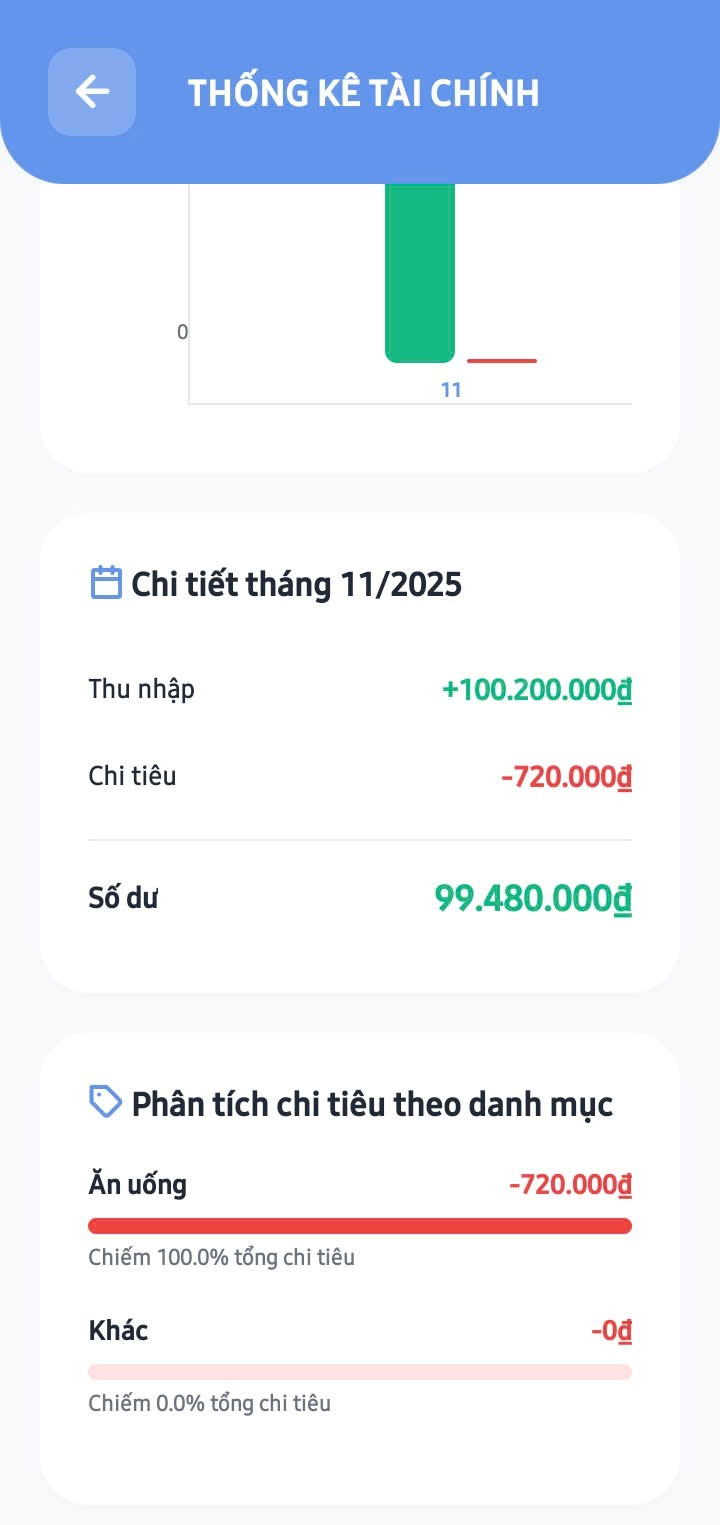 THỐNG KÊ TÀI CHÍNH
0
11
Chi tiết tháng 11/2025
Thu nhập +100.200.000₫
Chi tiêu -720.000₫
Số dư 99.480.000₫
Phân tích chi tiêu theo danh mục
Ăn uống -720.000₫
Chiếm 100.0% tổng chi tiêu
Khác -0₫
Chiếm 0.0% tổng chi tiêu